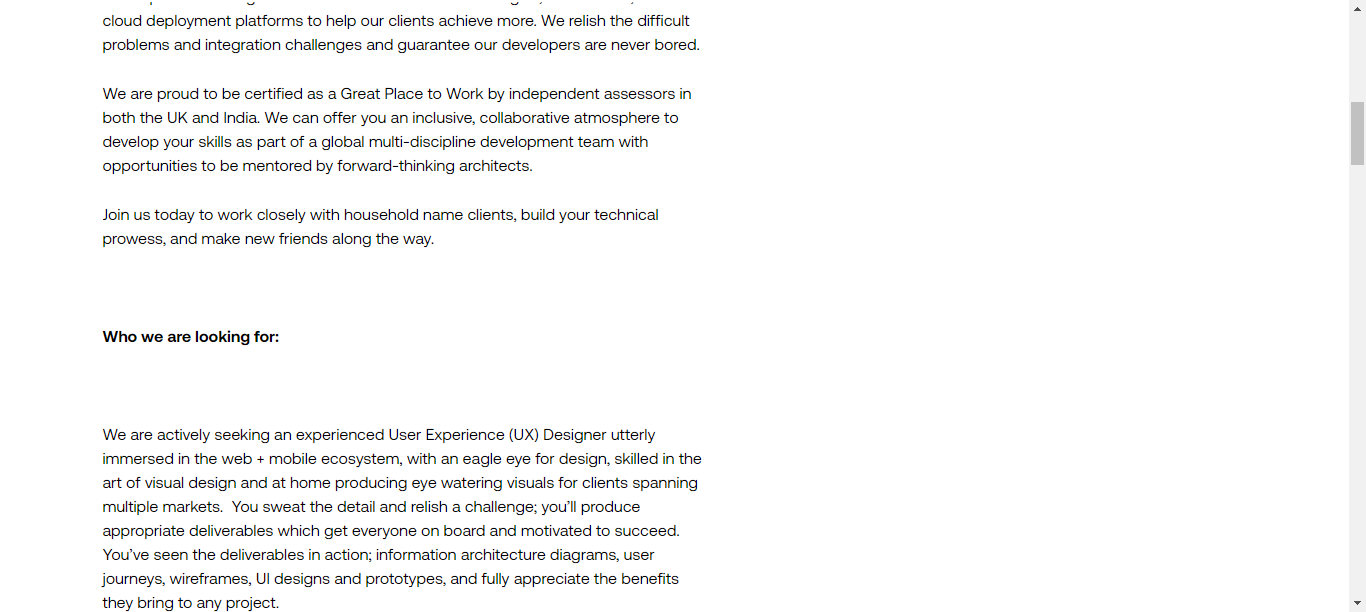 cloud deployment platforms to help our clients achieve more. We relish the difficult
problems and integration challenges and guarantee our developers are never bored.
We are proud to be certified as a Great Place to Work by independent assessors in
both the UK and India. We can offer you an inclusive, collaborative atmosphere to
develop your skills as part of a global multi-discipline development team with
opportunities to be mentored by forward-thinking architects.
Join us today to work closely with household name clients, build your technical
prowess, and make new friends along the way.
Who we are looking for:
We are actively seeking an experienced User Experience (UX) Designer utterly
immersed in the web + mobile ecosystem, with an eagle eye for design, skilled in the
art of visual design and at home producing eye watering visuals for clients spanning
multiple markets.  You sweat the detail and relish a challenge; you’ll produce
appropriate deliverables which get everyone on board and motivated to succeed.
You’ve seen the deliverables in action; information architecture diagrams, user
journeys, wireframes, UI designs and prototypes, and fully appreciate the benefits
they bring to any project.